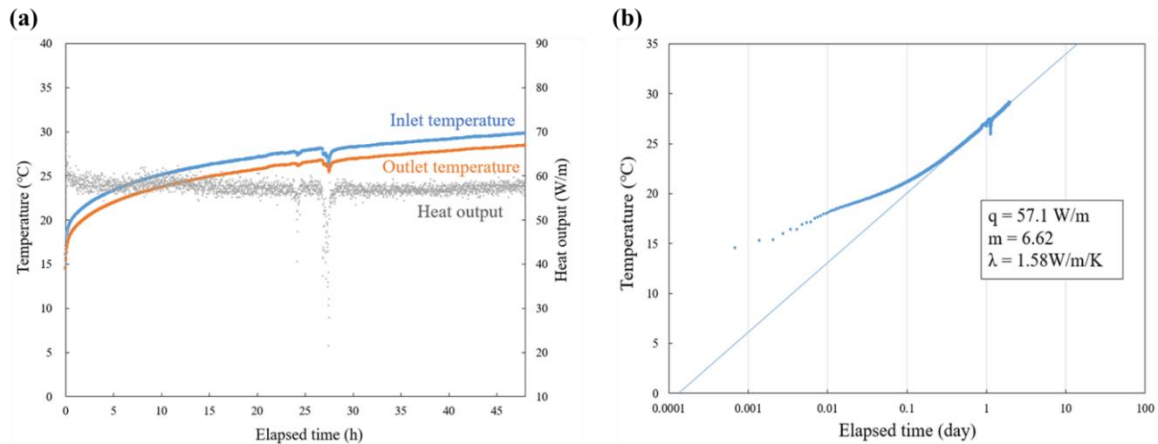 (a)
(b)
40
35
30
25
20
15
10
5
0
Temperature (℃)
90
80
70
60
50
40
30
20
10
Heat output (W/m)
Inlet temperature
Outlet temperature
Heat output
0 5 10 15 20 25 30 35 40 45
Elapsed time (h)
35
30
25
20
15
10
5
0
Temperature (℃)
q = 57.1 W/m
m = 6.62
λ = 1.58W/m/K
0.0001 0.001 0.01 0.1 1 10 100
Elapsed time (day)